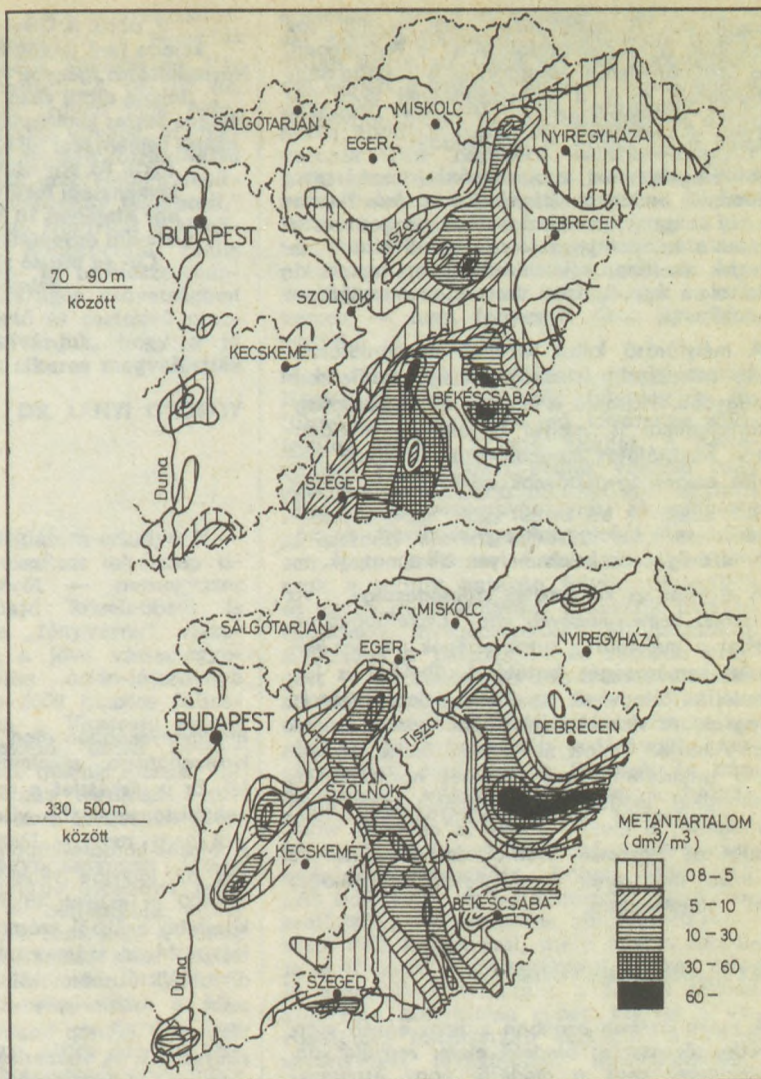 SALGÓTARJÁN
MISKOLC
EGER
NYIREGYHÁZA
BUDAPEST
Tisza
DEBRECEN
70 90 m
között
SZOLNOK
KECSKEMÉT
BÉKÉSCSABA
Duna
SZEGED
SALGÓTARJÁN
MISKOLC
EGER
NYIREGYHÁZA
BUDAPEST
Tisza
DEBRECEN
330 500m
között
SZOLNOK
KECSKEMÉT
BÉKÉSCSABA
Duna
SZEGED
METÁNTARTALOM
(dm³/m³)
0 8 – 5
5 – 10
10 – 30
30 – 60
60 –